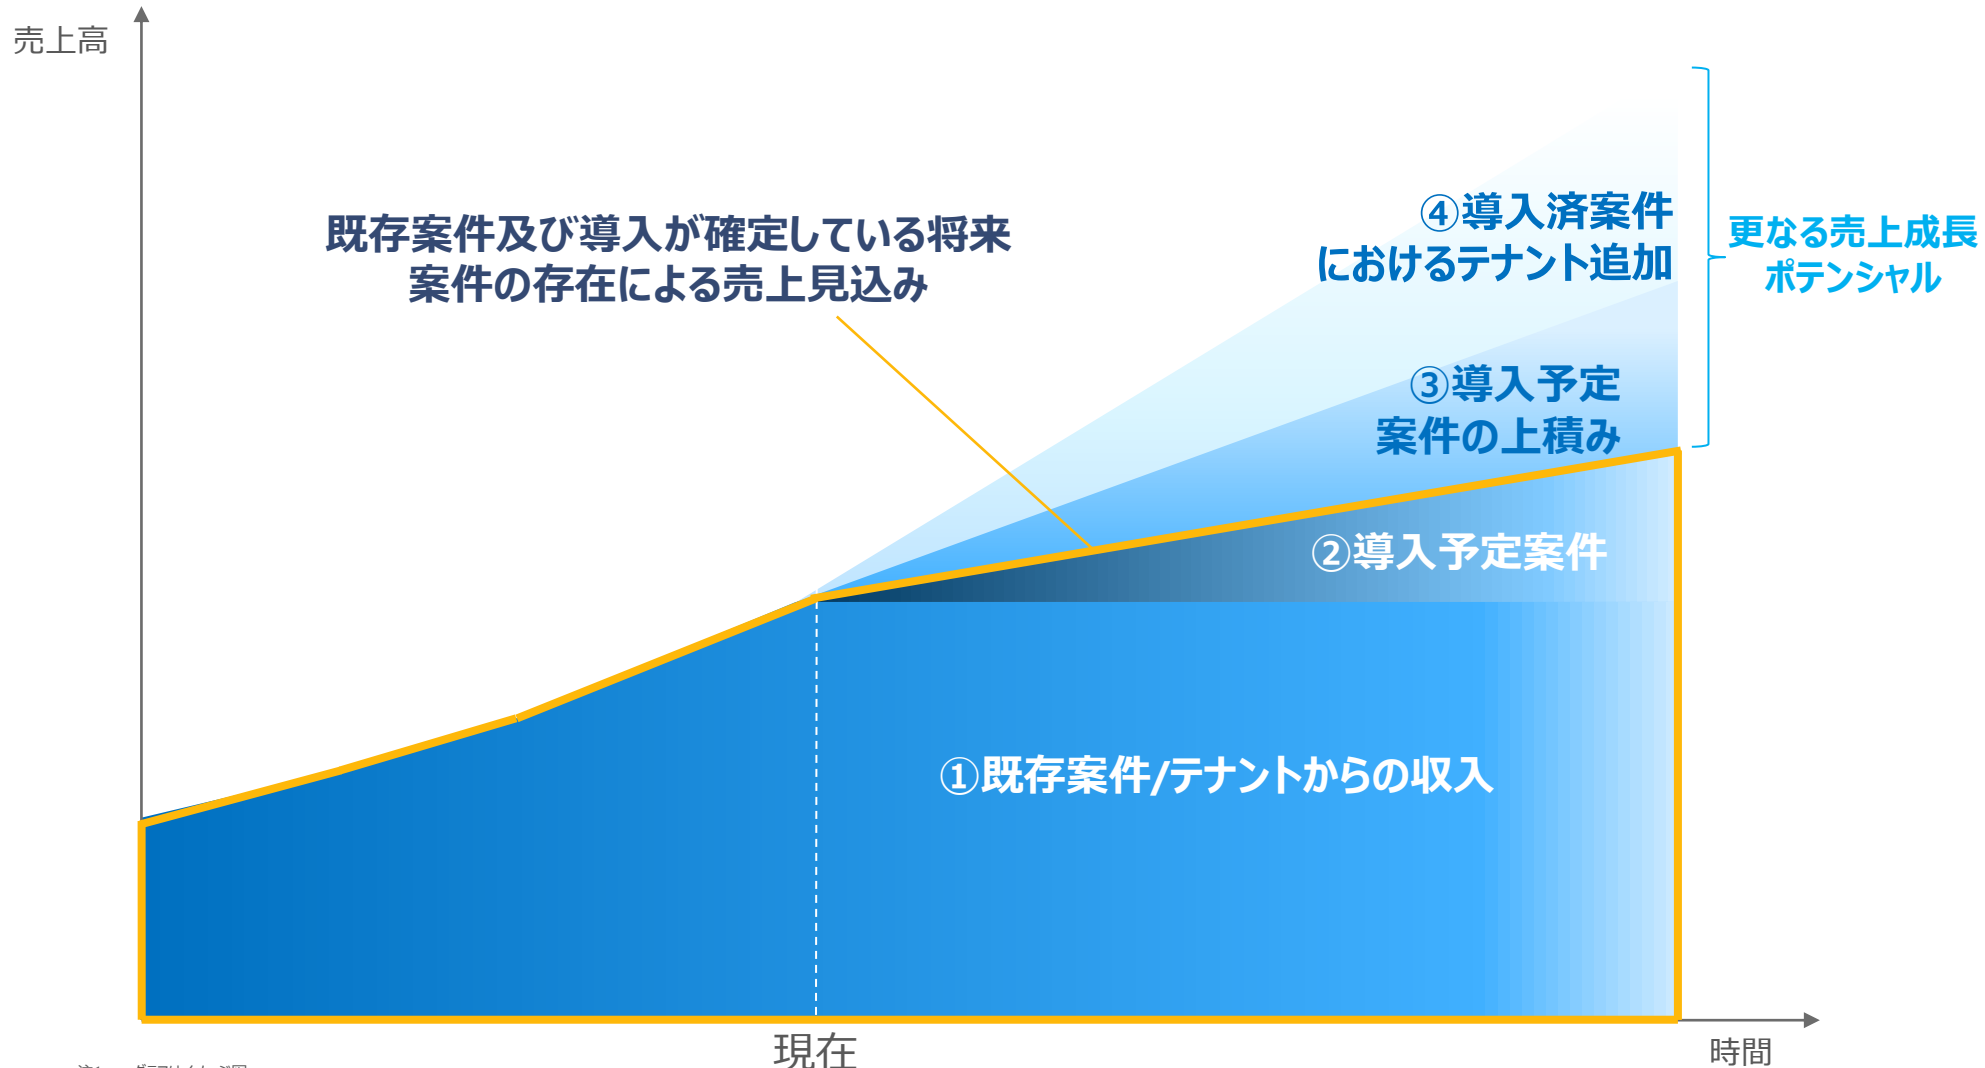 売上高
既存案件及び導入が確定している将来
案件の存在による売上見込み
④導入済案件
におけるテナント追加
更なる売上成長
ポテンシャル
③導入予定
案件の上積み
②導入予定案件
①既存案件/テナントからの収入
現在
時間